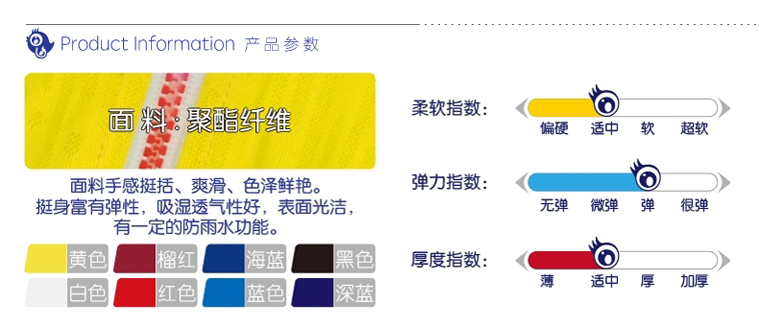 Product Information 产品参数
面料:聚酯纤维
面料手感挺括、爽滑、色泽鲜艳。
挺身富有弹性，吸湿透气性好，表面光洁，
有一定的防雨水功能。
黄色 榴红 海蓝 黑色
白色 红色 蓝色 深蓝
柔软指数:
偏硬 适中 软 超软
弹力指数:
无弹 微弹 弹 很弹
厚度指数:
薄 适中 厚 加厚